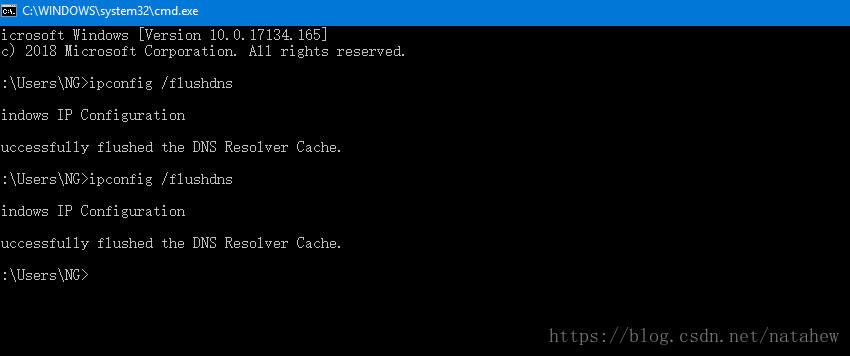 C:\WINDOWS\system32\cmd.exe
icrosoft Windows [Version 10.0.17134.165]
c) 2018 Microsoft Corporation. All rights reserved.
:\Users\NG>ipconfig /flushdns
indows IP Configuration
uccessfully flushed the DNS Resolver Cache.
:\Users\NG>ipconfig /flushdns
indows IP Configuration
uccessfully flushed the DNS Resolver Cache.
:\Users\NG>
https://blog.csdn.net/natahew